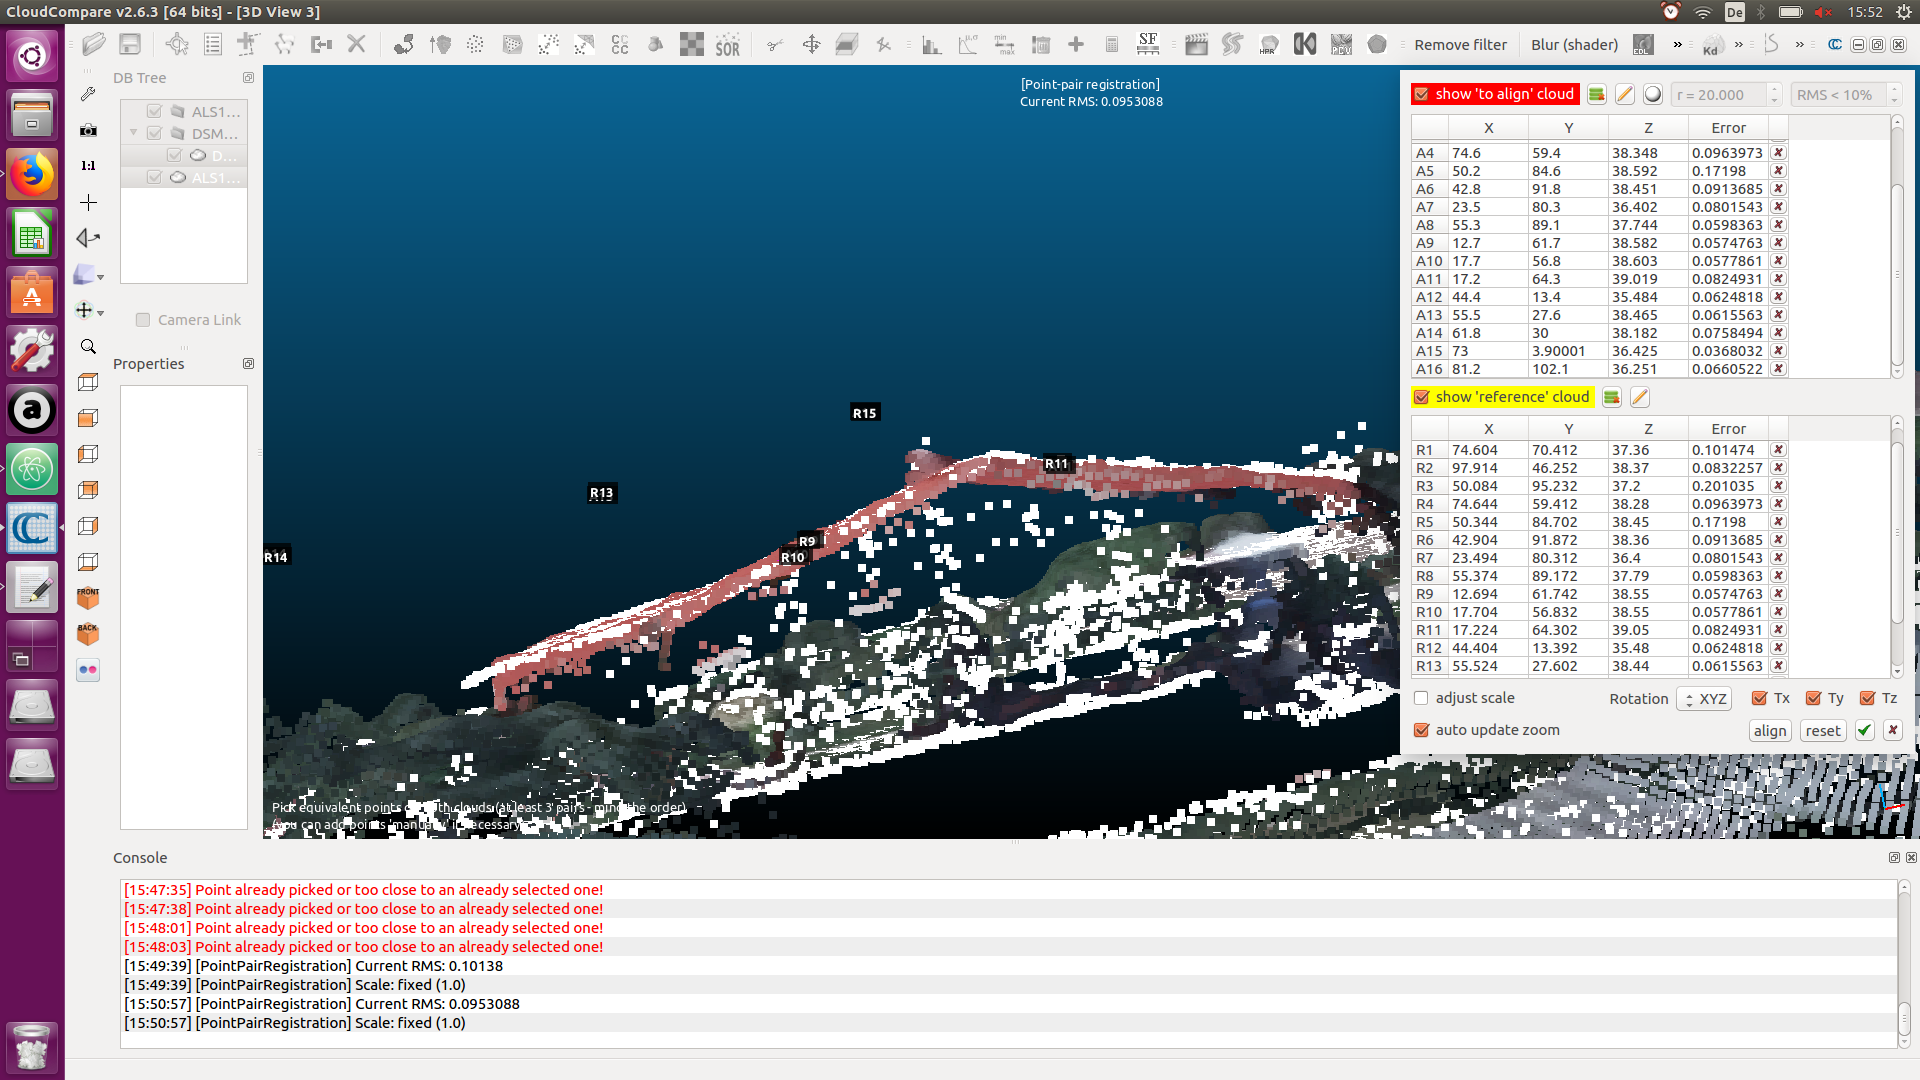 CloudCompare v2.6.3 [64 bits] - [3D View 3]
De
15:52
C C C C
SOR
min max
SF
HPR
PCV
Remove filter
Blur (shader)
EDL
»
Kd
»
»
DB Tree
ALS1...
DSM...
D...
ALS1...
1:1
Camera Link
Properties
FRONT
BACK
[Point-pair registration]
Current RMS: 0.0953088
R15
R11
R13
R9
R10
R14
show 'to align' cloud
r = 20.000
RMS < 10%
X Y Z Error
A4 74.6 59.4 38.348 0.0963973
A5 50.2 84.6 38.592 0.17198
A6 42.8 91.8 38.451 0.0913685
A7 23.5 80.3 36.402 0.0801543
A8 55.3 89.1 37.744 0.0598363
A9 12.7 61.7 38.582 0.0574763
A10 17.7 56.8 38.603 0.0577861
A11 17.2 64.3 39.019 0.0824931
A12 44.4 13.4 35.484 0.0624818
A13 55.5 27.6 38.465 0.0615563
A14 61.8 30 38.182 0.0758494
A15 73 3.90001 36.425 0.0368032
A16 81.2 102.1 36.251 0.0660522
show 'reference' cloud
X Y Z Error
R1 74.604 70.412 37.36 0.101474
R2 97.914 46.252 38.37 0.0832257
R3 50.084 95.232 37.2 0.201035
R4 74.644 59.412 38.28 0.0963973
R5 50.344 84.702 38.45 0.17198
R6 42.904 91.872 38.36 0.0913685
R7 23.494 80.312 36.4 0.0801543
R8 55.374 89.172 37.79 0.0598363
R9 12.694 61.742 38.55 0.0574763
R10 17.704 56.832 38.55 0.0577861
R11 17.224 64.302 39.05 0.0824931
R12 44.404 13.392 35.48 0.0624818
R13 55.524 27.602 38.44 0.0615563
adjust scale
Rotation XYZ Tx Ty Tz
auto update zoom
align reset
Pick equivalent points clouds (at least 3 pairs - mind the order)
(you can add points 'manually' if necessary
Console
[15:47:35] Point already picked or too close to an already selected one!
[15:47:38] Point already picked or too close to an already selected one!
[15:48:01] Point already picked or too close to an already selected one!
[15:48:03] Point already picked or too close to an already selected one!
[15:49:39] [PointPairRegistration] Current RMS: 0.10138
[15:49:39] [PointPairRegistration] Scale: fixed (1.0)
[15:50:57] [PointPairRegistration] Current RMS: 0.0953088
[15:50:57] [PointPairRegistration] Scale: fixed (1.0)